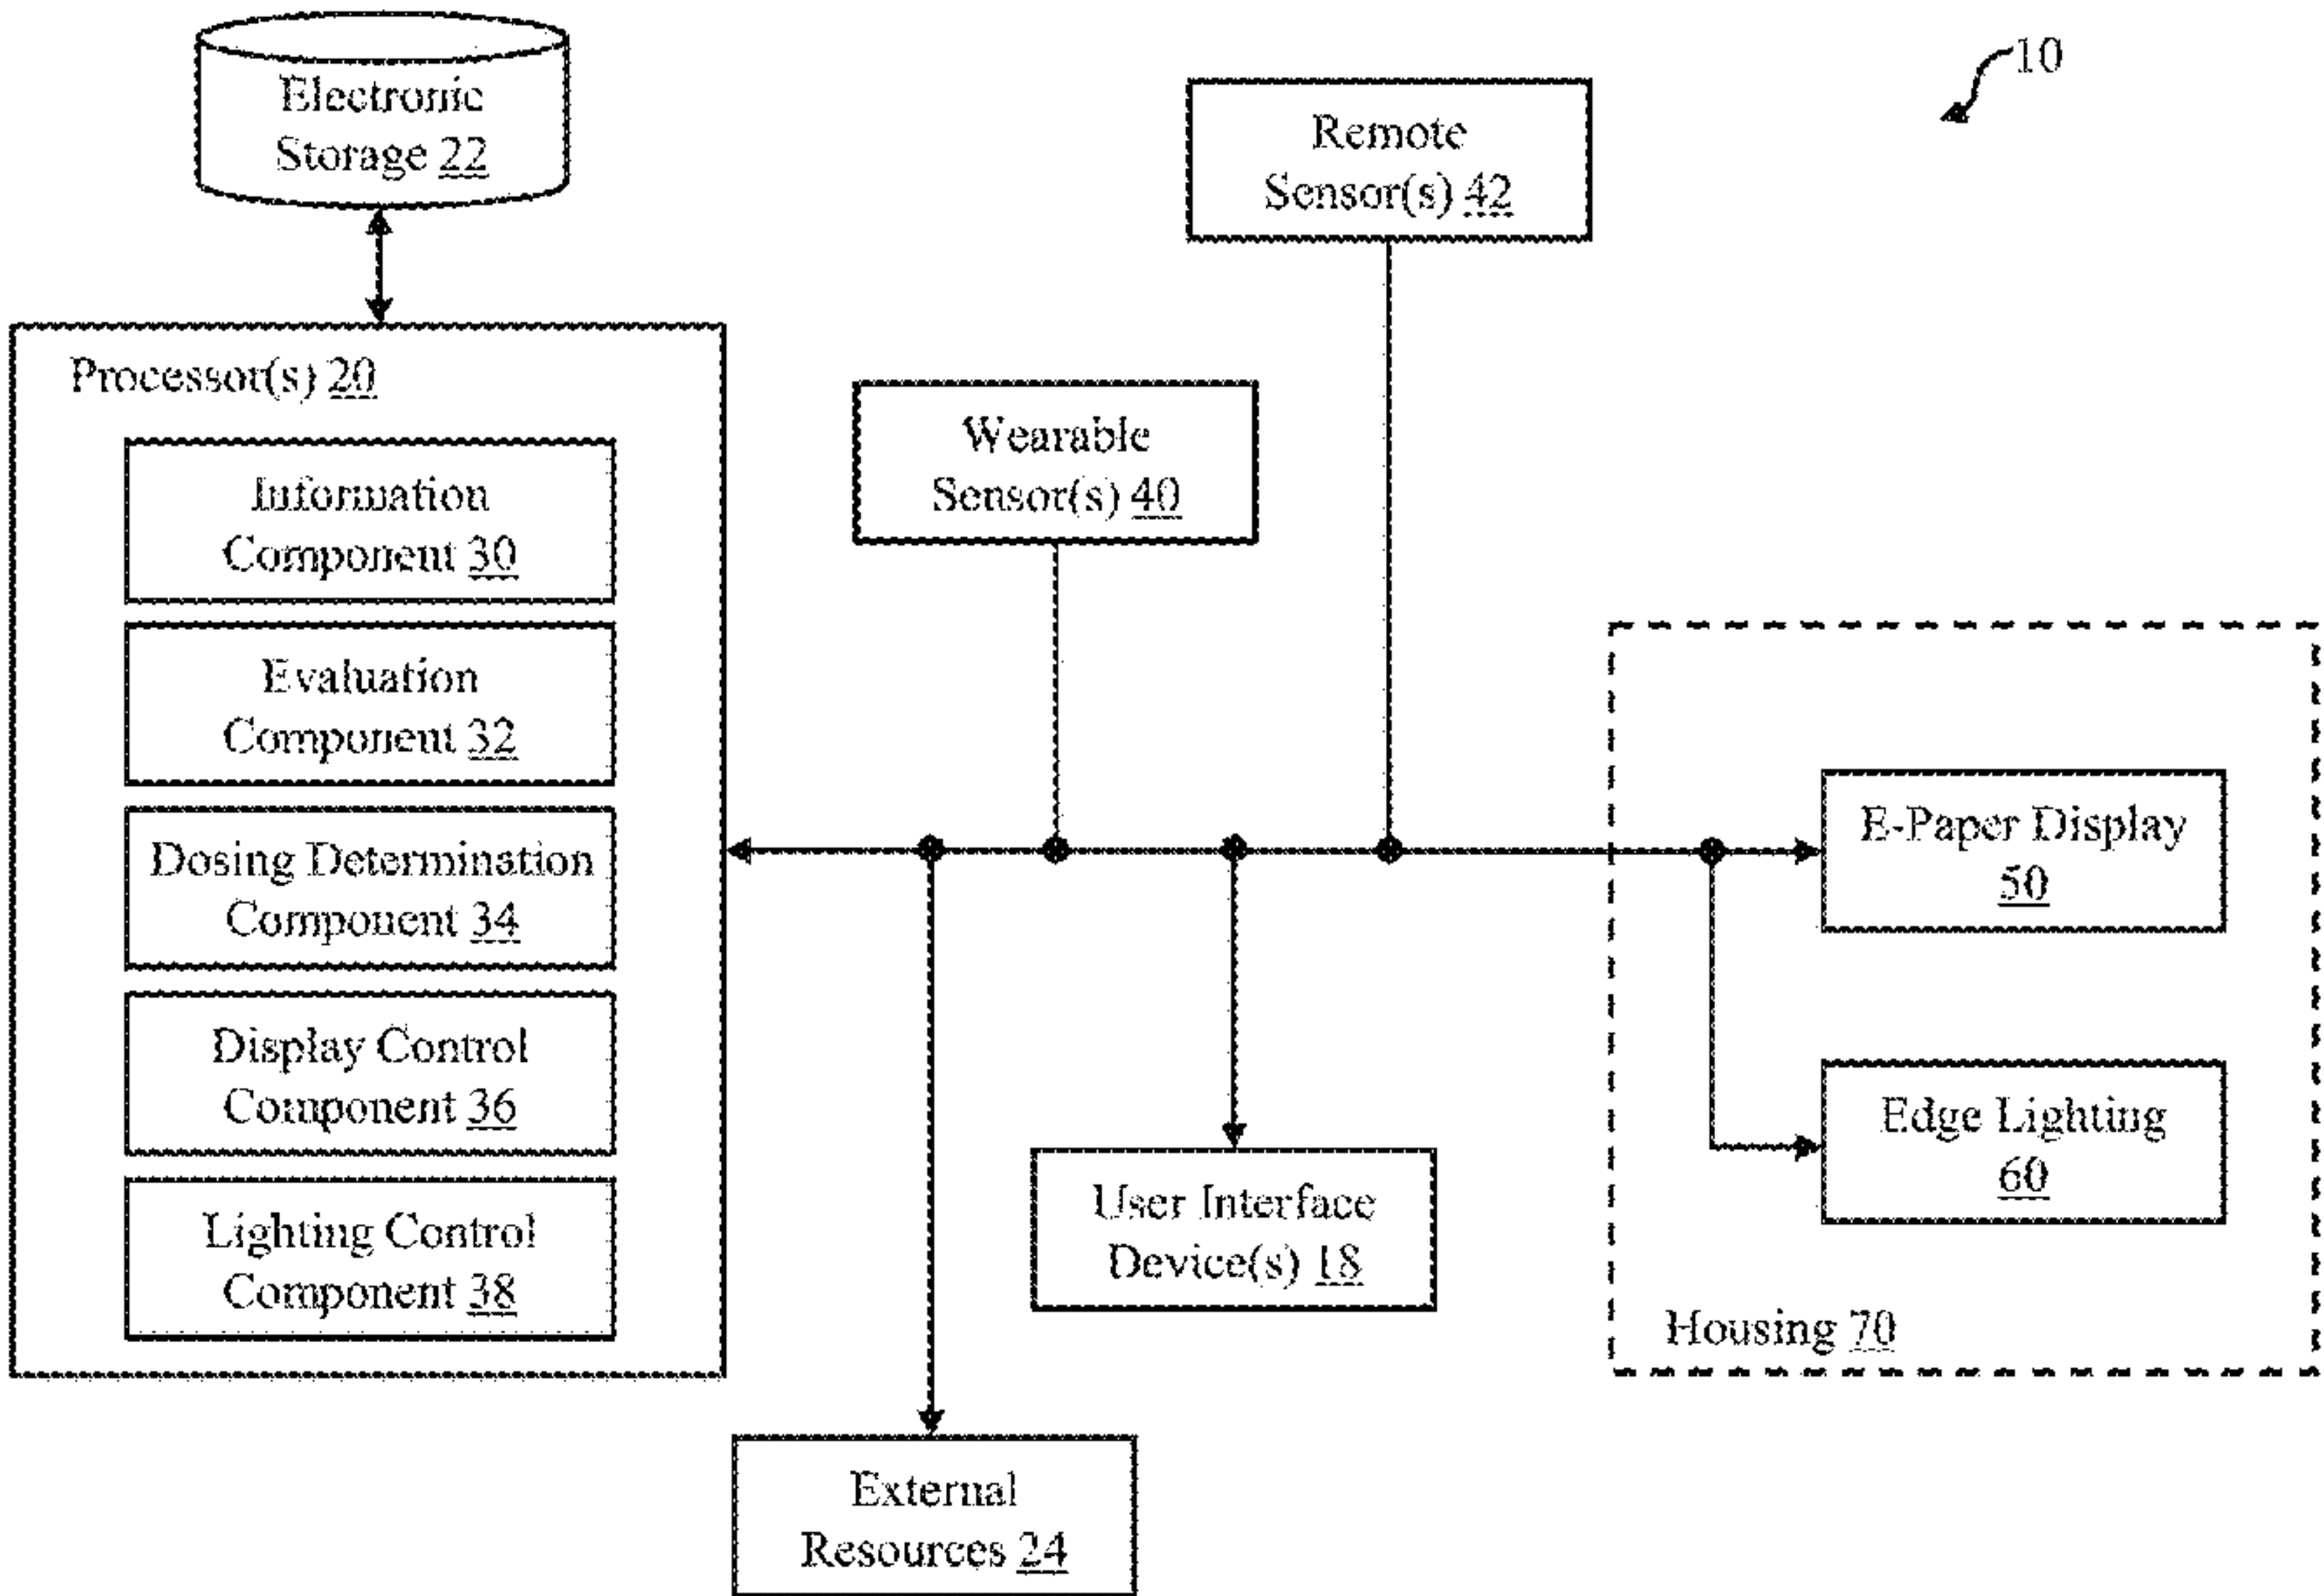 Electronic
Storage 22
10
Remote
Sensor(s) 42
Processor(s) 20
Information
Component 30
Evaluation
Component 32
Dosing Determination
Component 34
Display Control
Component 36
Lighting Control
Component 38
Wearable
Sensor(s) 40
E-Paper Display
50
Edge Lighting
60
Housing 70
User Interface
Device(s) 18
External
Resources 24